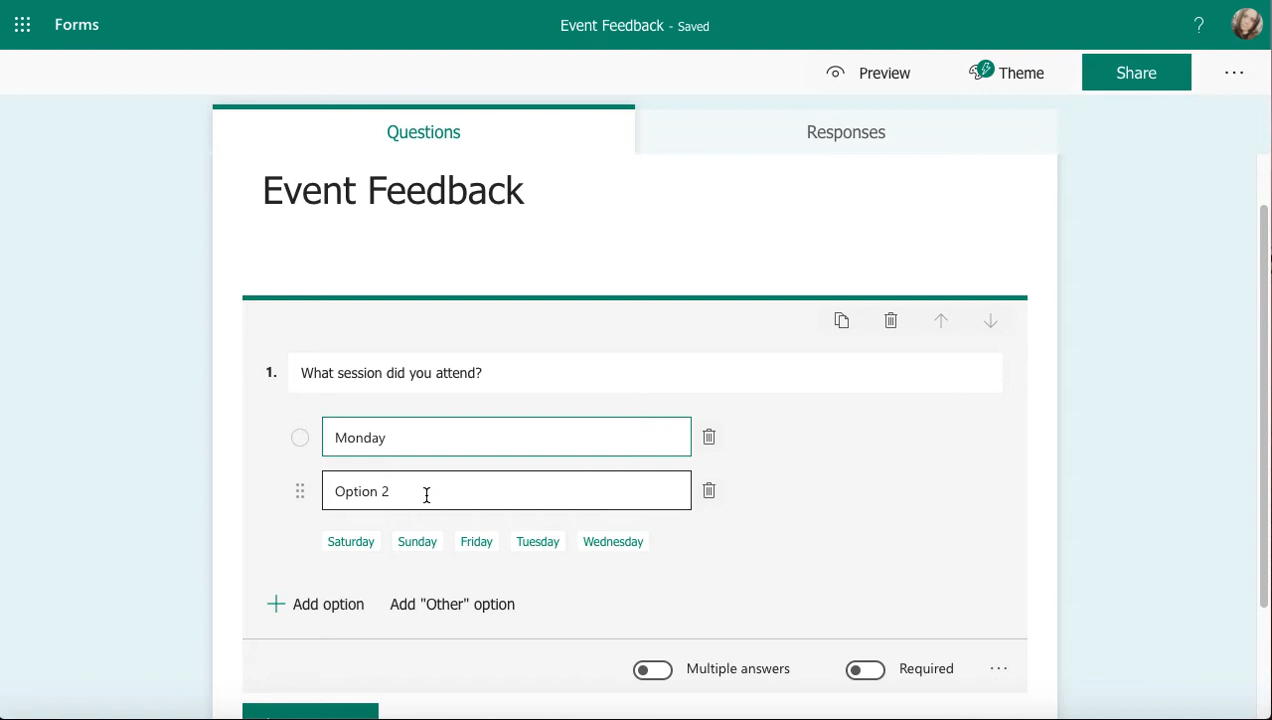 Forms
Event Feedback - Saved
?
Preview
Theme
Share
Questions
Responses
Event Feedback
1. What session did you attend?
Monday
Option 2
Saturday Sunday Friday Tuesday Wednesday
Add option Add "Other" option
Multiple answers Required